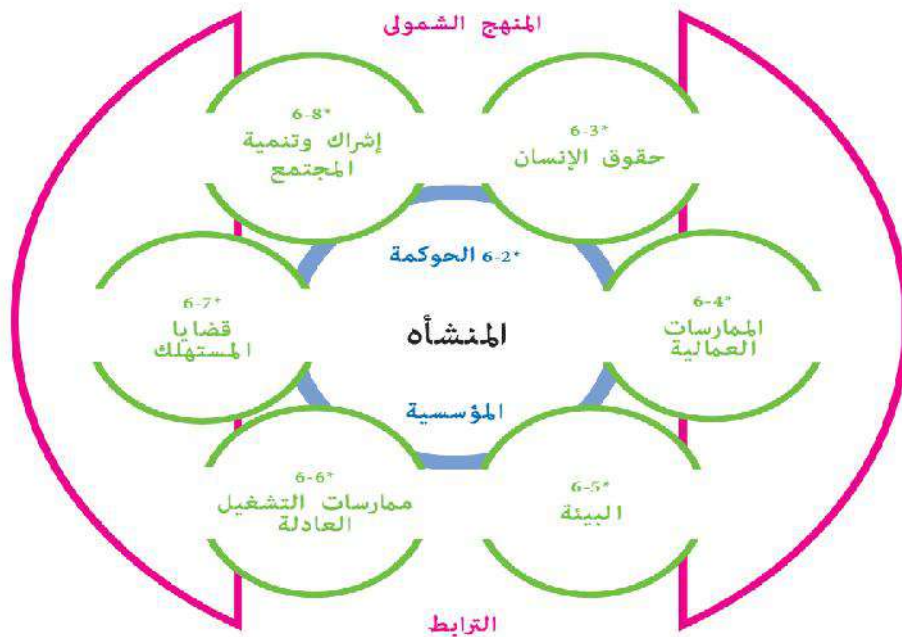 المنهج الشمولى
6-8*
إشراك وتنمية
المجتمع
6-3*
حقوق الإنسان
6-2* الحوكمة
6-7*
قضايا
المستهلك
المنشأه
6-4*
الممارسات
العمالية
المؤسسية
6-6*
ممارسات التشغيل
العادلة
6-5*
البيئة
الترابط